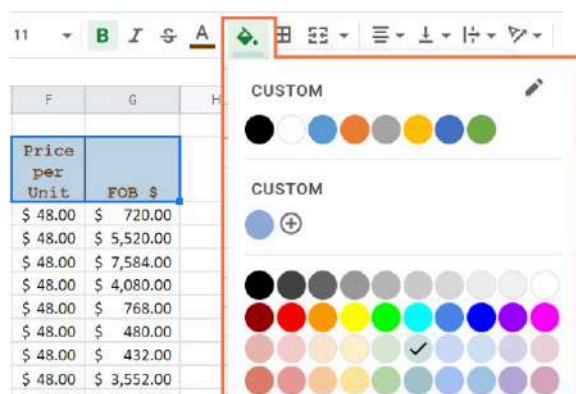 11 B I S A
CUSTOM
F G H
Price
per
Unit FOB $
CUSTOM
$ 48.00 $ 720.00
$ 48.00 $ 5,520.00
$ 48.00 $ 7,584.00
$ 48.00 $ 4,080.00
$ 48.00 $ 768.00
$ 48.00 $ 480.00
$ 48.00 $ 432.00
$ 48.00 $ 3,552.00